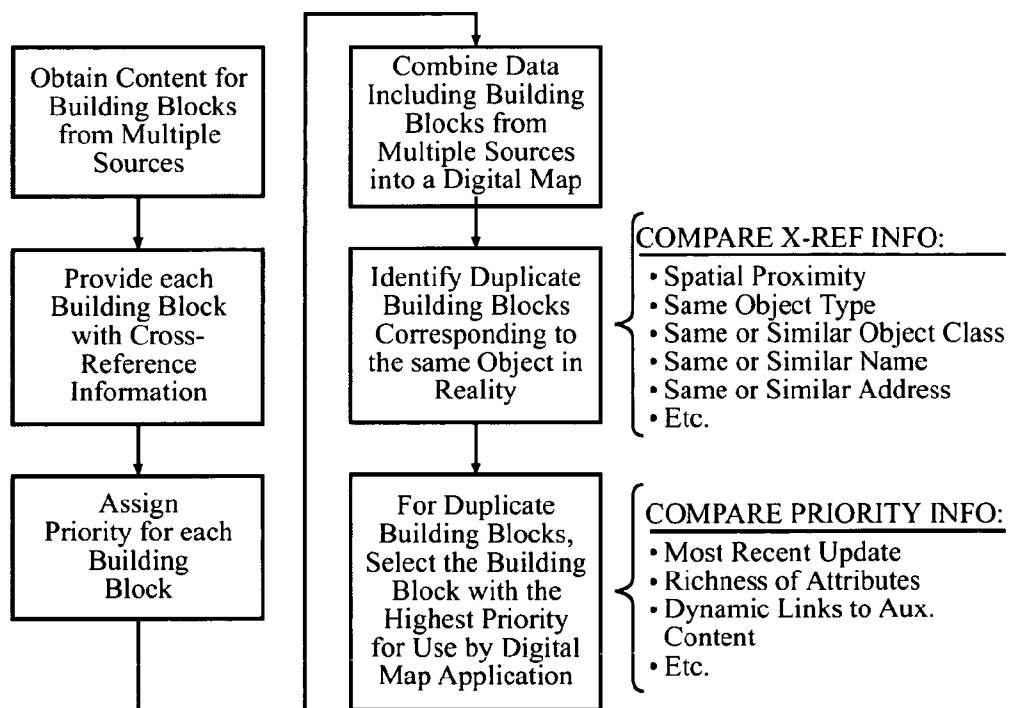 Obtain Content for
Building Blocks
from Multiple
Sources
Provide each
Building Block
with Cross-
Reference
Information
Assign
Priority for each
Building
Block
Combine Data
Including Building
Blocks from
Multiple Sources
into a Digital Map
Identify Duplicate
Building Blocks
Corresponding to
the same Object in
Reality
COMPARE X-REF INFO:
• Spatial Proximity
• Same Object Type
• Same or Similar Object Class
• Same or Similar Name
• Same or Similar Address
• Etc.
For Duplicate
Building Blocks,
Select the Building
Block with the
Highest Priority
for Use by Digital
Map Application
COMPARE PRIORITY INFO:
• Most Recent Update
• Richness of Attributes
• Dynamic Links to Aux.
Content
• Etc.